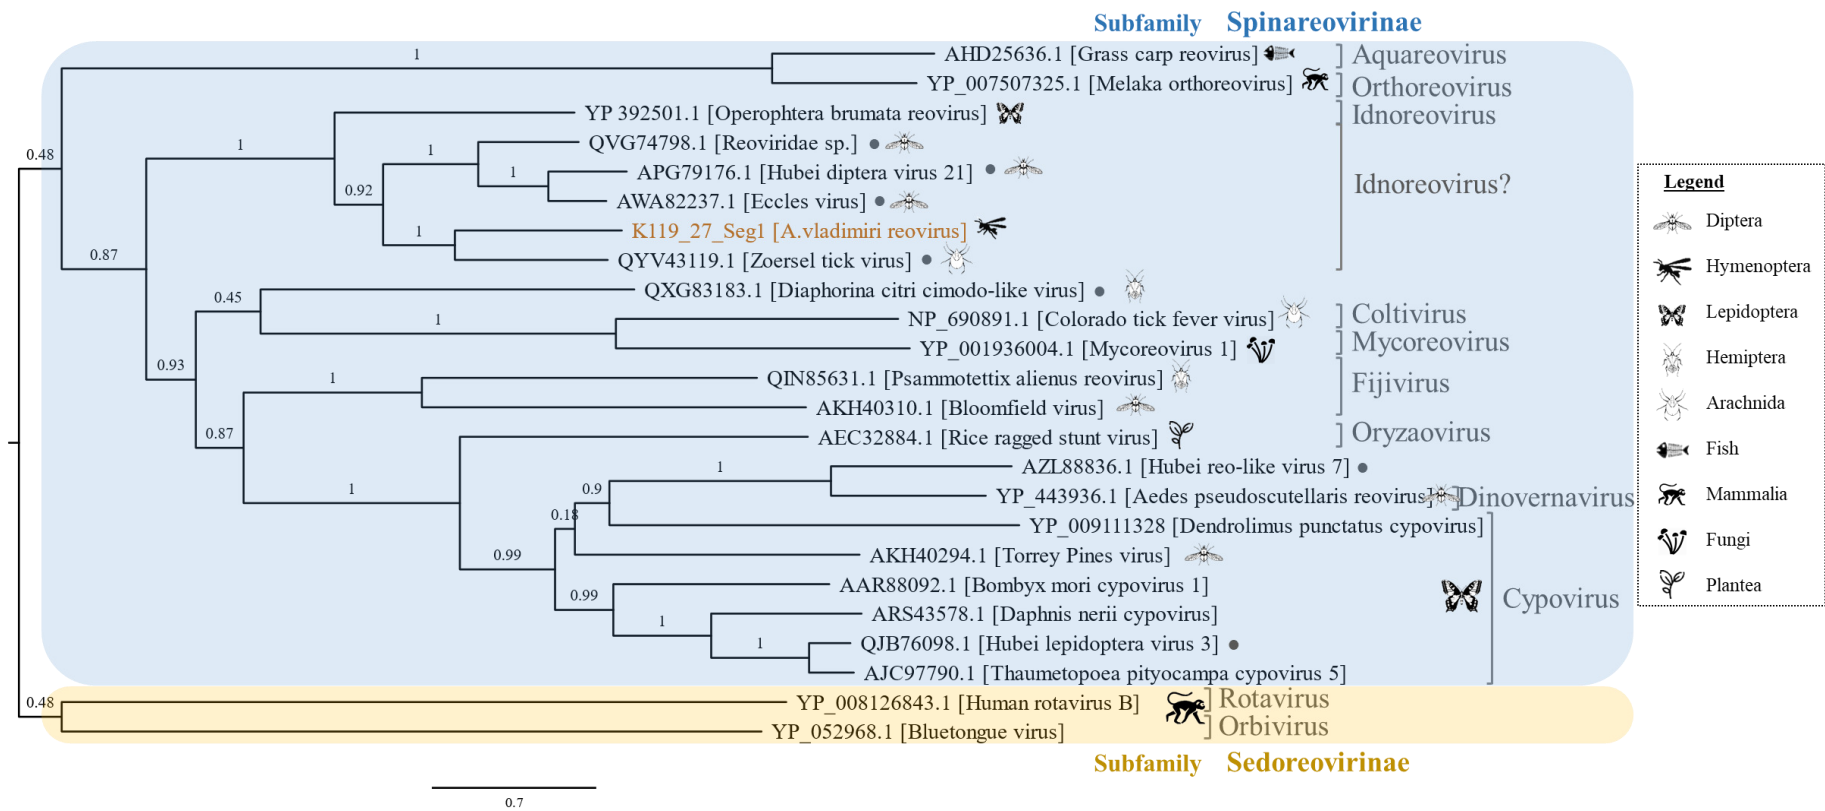 Subfamily Spinareovirinae
1
AHD25636.1 [Grass carp reovirus]
Aquareovirus
YP_007507325.1 [Melaka orthoreovirus]
Orthoreovirus
YP 392501.1 [Operophtera brumata reovirus]
Idnoreovirus
1
QVG74798.1 [Reoviridae sp.]
0.48
1
1
APG79176.1 [Hubei diptera virus 21]
Idnoreovirus?
0.92
AWA82237.1 [Eccles virus]
1
K119_27_Seg1 [A.vladimiri reovirus]
0.87
QYV43119.1 [Zoersel tick virus]
0.45
QXG83183.1 [Diaphorina citri cimodo-like virus]
1
NP_690891.1 [Colorado tick fever virus]
Coltivirus
YP_001936004.1 [Mycoreovirus 1]
Mycoreovirus
0.93
1
QIN85631.1 [Psammotettix alienus reovirus]
Fijivirus
AKH40310.1 [Bloomfield virus]
0.87
AEC32884.1 [Rice ragged stunt virus]
Oryzaovirus
1
AZL88836.1 [Hubei reo-like virus 7]
1
0.9
YP_443936.1 [Aedes pseudoscutellaris reovirus]
Dinovernavirus
0.18
YP_009111328 [Dendrolimus punctatus cypovirus]
0.99
AKH40294.1 [Torrey Pines virus]
0.99
AAR88092.1 [Bombyx mori cypovirus 1]
Cypovirus
1
ARS43578.1 [Daphnis nerii cypovirus]
1
QJB76098.1 [Hubei lepidoptera virus 3]
AJC97790.1 [Thaumetopoea pityocampa cypovirus 5]
0.48
YP_008126843.1 [Human rotavirus B]
Rotavirus
YP_052968.1 [Bluetongue virus]
Orbivirus
Subfamily Sedoreovirinae
0.7
Legend
Diptera
Hymenoptera
Lepidoptera
Hemiptera
Arachnida
Fish
Mammalia
Fungi
Plantea